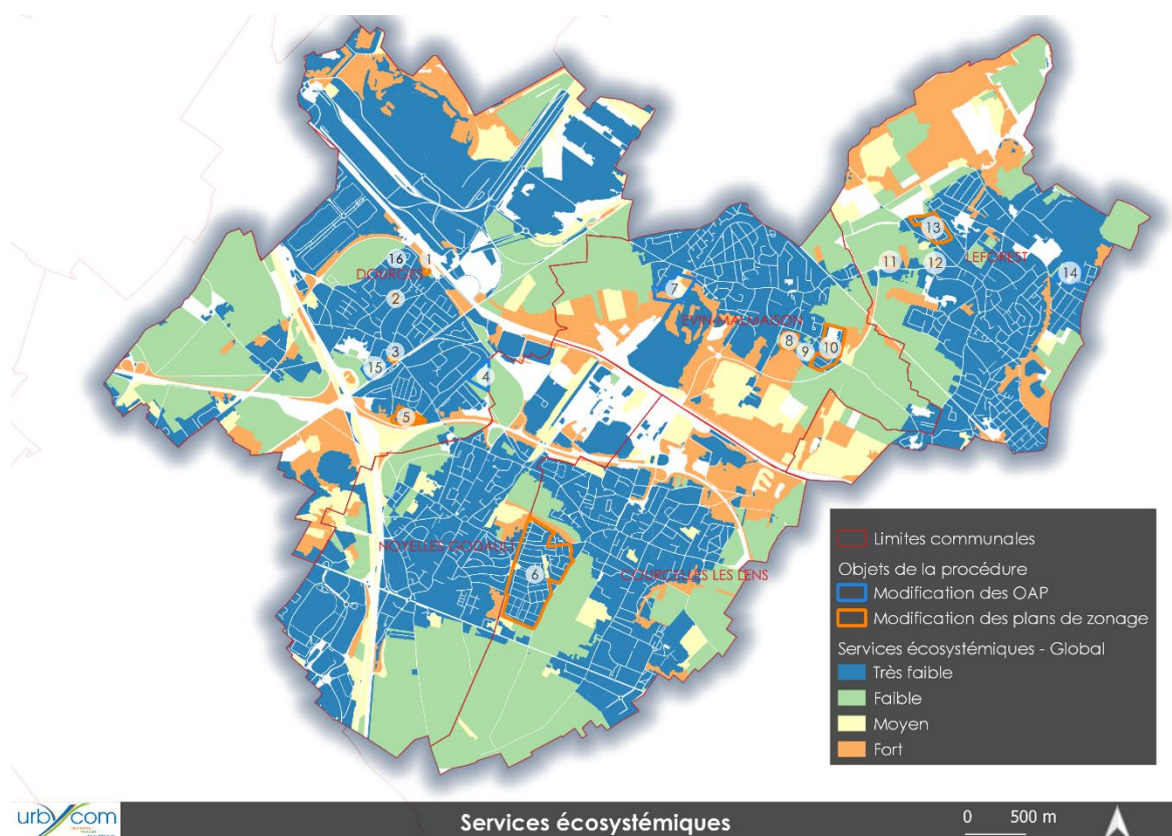 16
1
DOURGES
2
3
15
4
5
7
EVIN-MALMAISON
8
9
10
11
12
13
LEFOREST
14
NOYELLES GODAULT
6
COURCELLES LES LENS
Limites communales
Objets de la procédure
Modification des OAP
Modification des plans de zonage
Services écosystémiques - Global
Très faible
Faible
Moyen
Fort
urbycom
Services écosystémiques
0 500 m